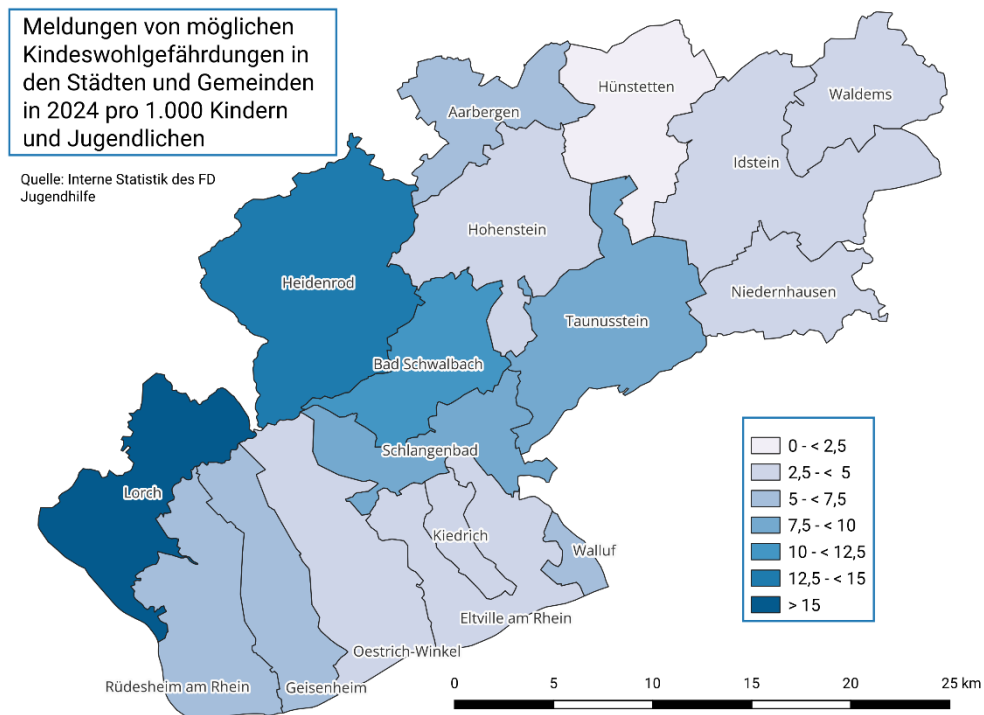 Meldungen von möglichen
Kindeswohlgefährdungen in
den Städten und Gemeinden
in 2024 pro 1.000 Kindern
und Jugendlichen
Quelle: Interne Statistik des FD
Jugendhilfe
Hünstetten
Waldems
Aarbergen
Idstein
Hohenstein
Heidenrod
Niedernhausen
Taunusstein
Bad Schwalbach
Schlangenbad
Lorch
Kiedrich
Walluf
Eltville am Rhein
Oestrich-Winkel
Rüdesheim am Rhein
Geisenheim
0 - < 2,5
2,5 - < 5
5 - < 7,5
7,5 - < 10
10 - < 12,5
12,5 - < 15
> 15
0 5 10 15 20 25 km